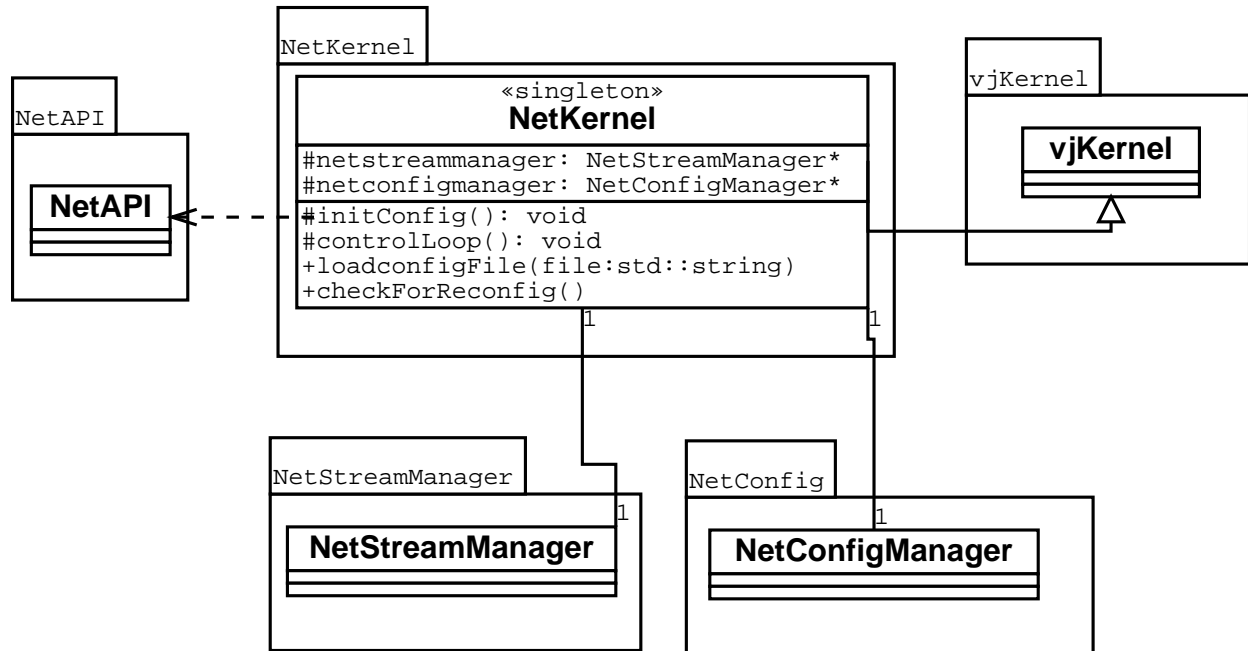 NetKernel
vjKernel
NetAPI
«singleton»
NetKernel
#netstreammanager: NetStreamManager*
#netconfigmanager: NetConfigManager*
#initConfig(): void
#controlLoop(): void
+loadconfigFile(file:std::string)
+checkForReconfig()
vjKernel
NetAPI
1
1
NetStreamManager
NetConfig
1
1
NetStreamManager
NetConfigManager